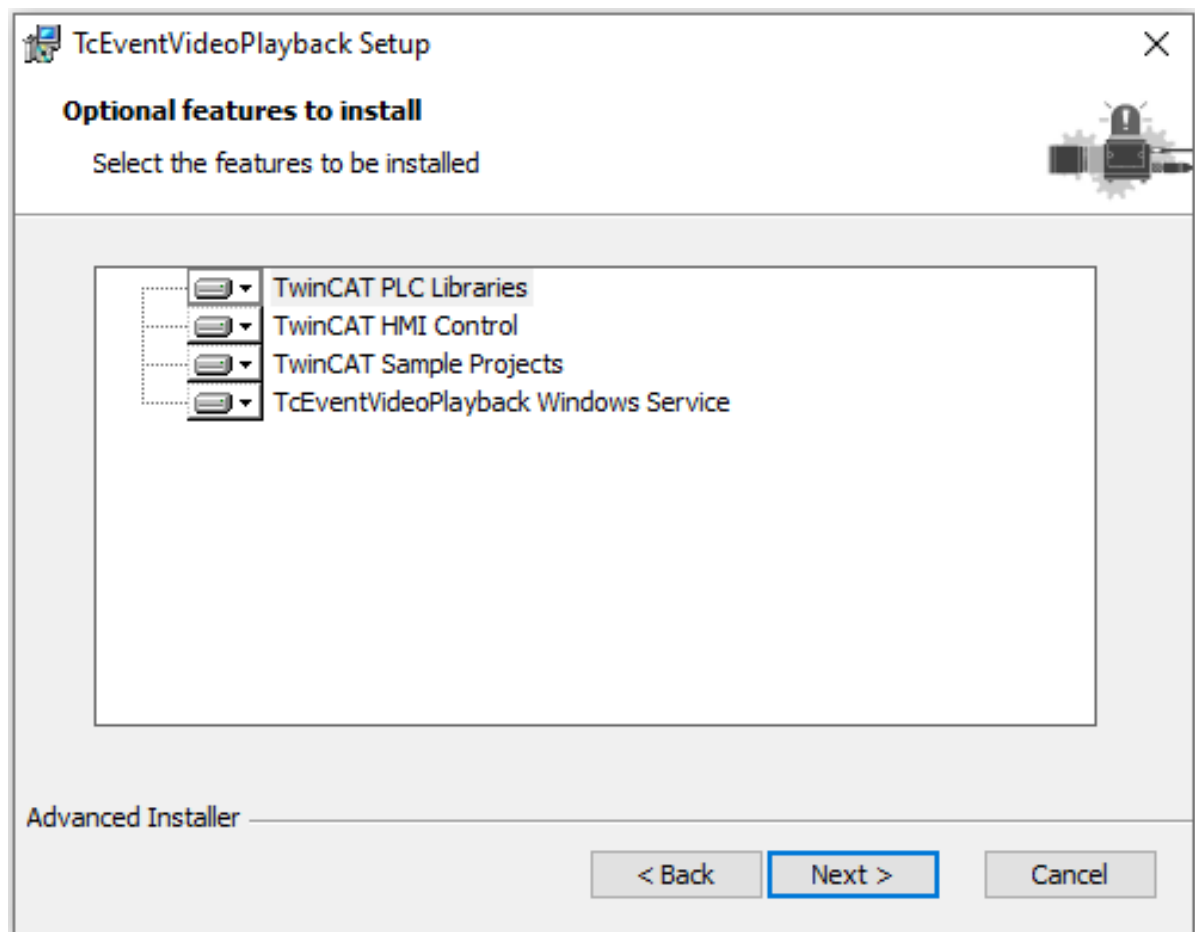 TcEventVideoPlayback Setup
Optional features to install
Select the features to be installed
TwinCAT PLC Libraries
TwinCAT HMI Control
TwinCAT Sample Projects
TcEventVideoPlayback Windows Service
Advanced Installer
< Back
Next >
Cancel